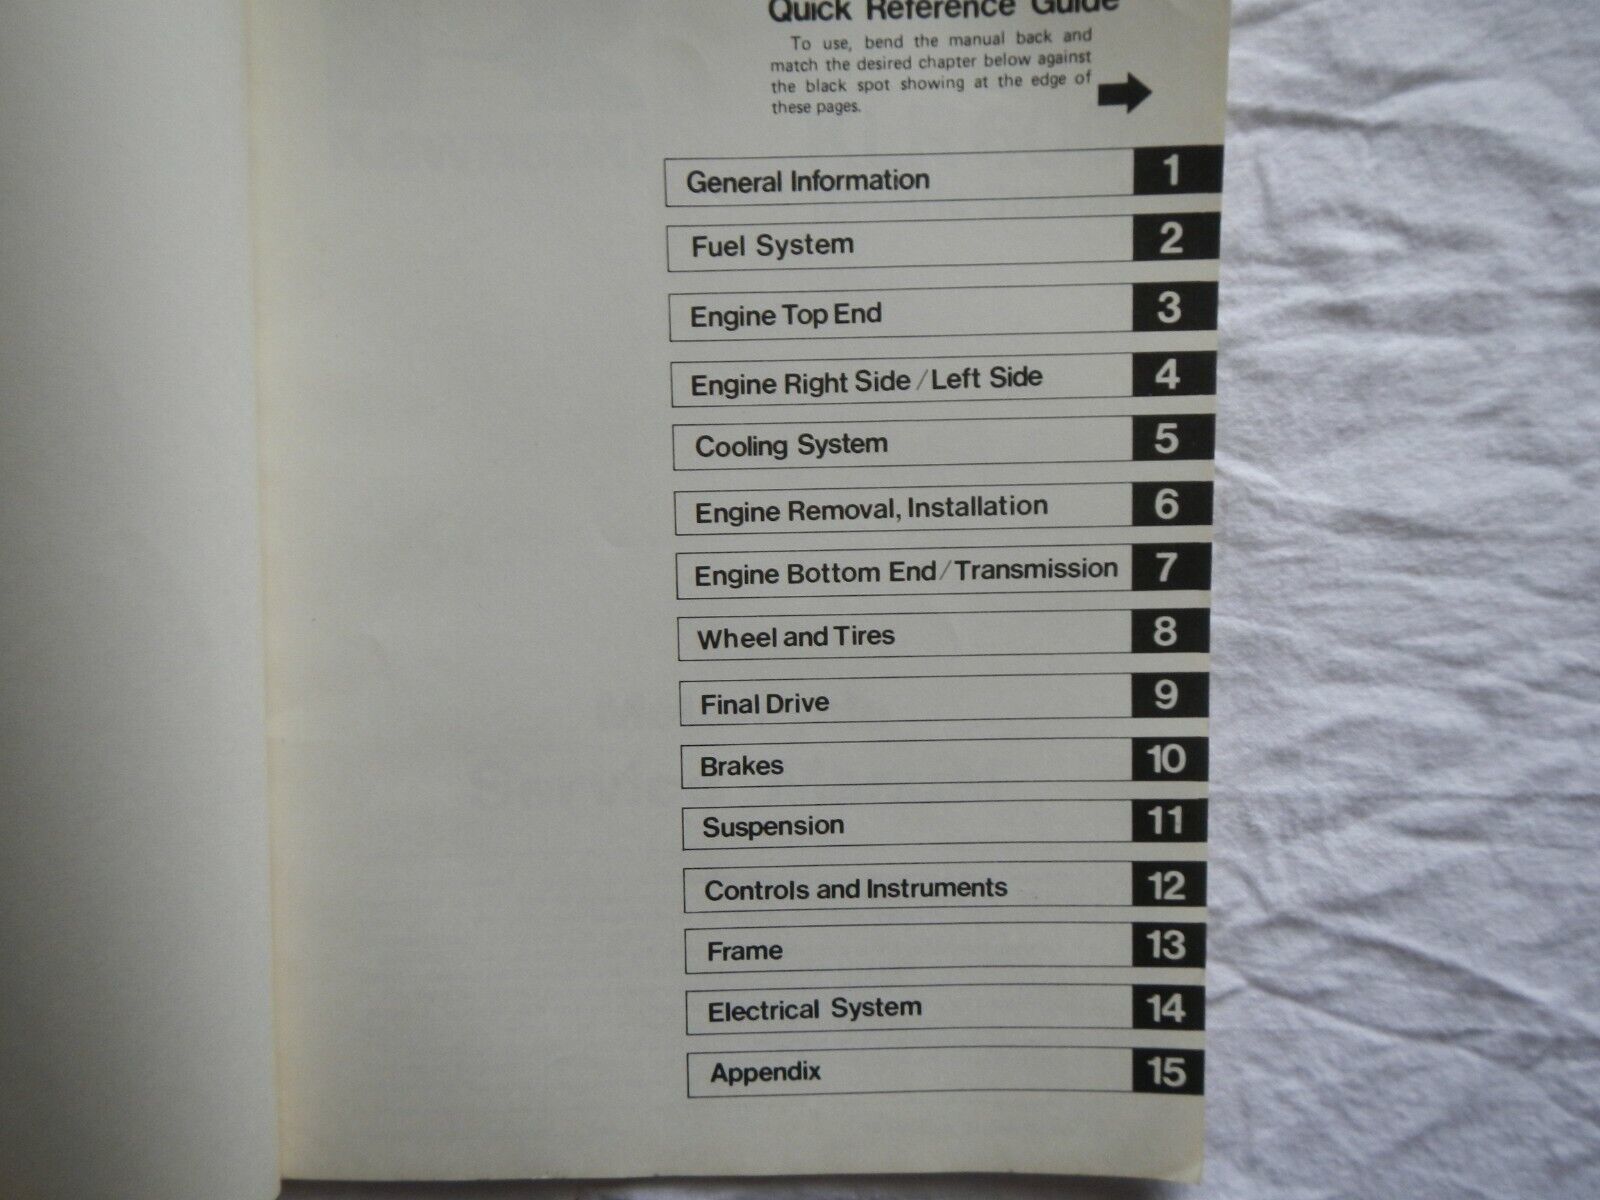 Quick Reference Guide
To use, bend the manual back and
match the desired chapter below against
the black spot showing at the edge of
these pages.
General Information 1
Fuel System 2
Engine Top End 3
Engine Right Side / Left Side 4
Cooling System 5
Engine Removal, Installation 6
Engine Bottom End / Transmission 7
Wheel and Tires 8
Final Drive 9
Brakes 10
Suspension 11
Controls and Instruments 12
Frame 13
Electrical System 14
Appendix 15